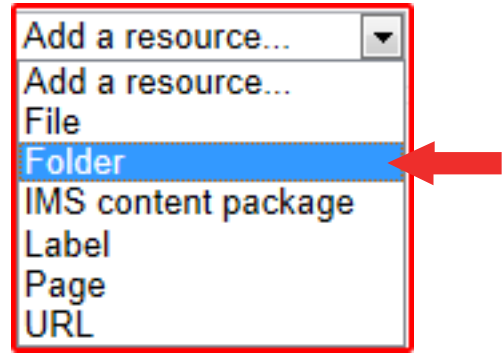 Add a resource...
Add a resource...
File
Folder
IMS content package
Label
Page
URL